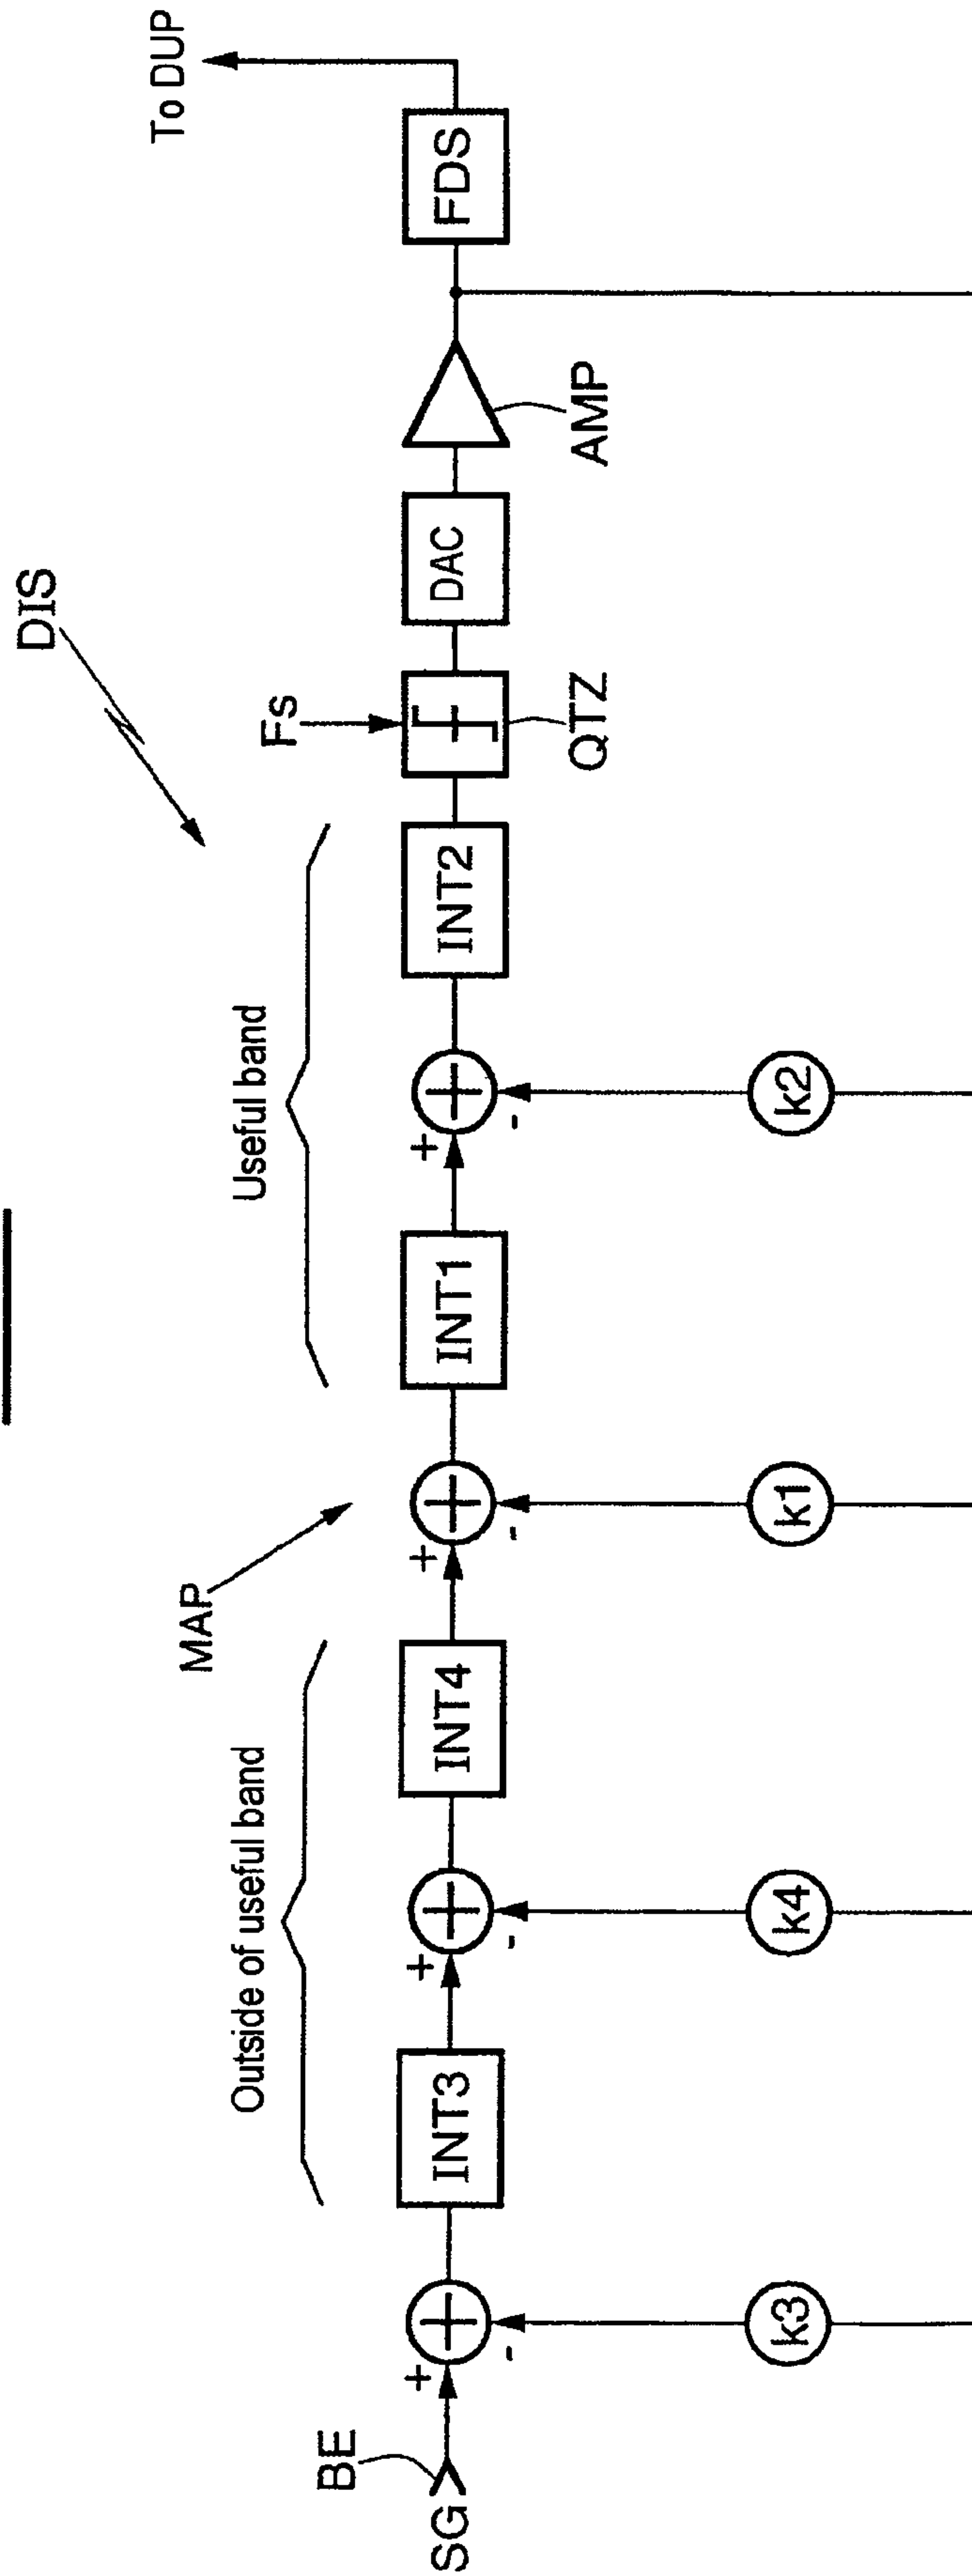 DIS
MAP
Outside of useful band
Useful band
Fs
To DUP
BE
SG
+
-
INT3
+
-
INT4
+
-
INT1
+
-
INT2
QTZ
DAC
AMP
FDS
k3
k4
k1
k2